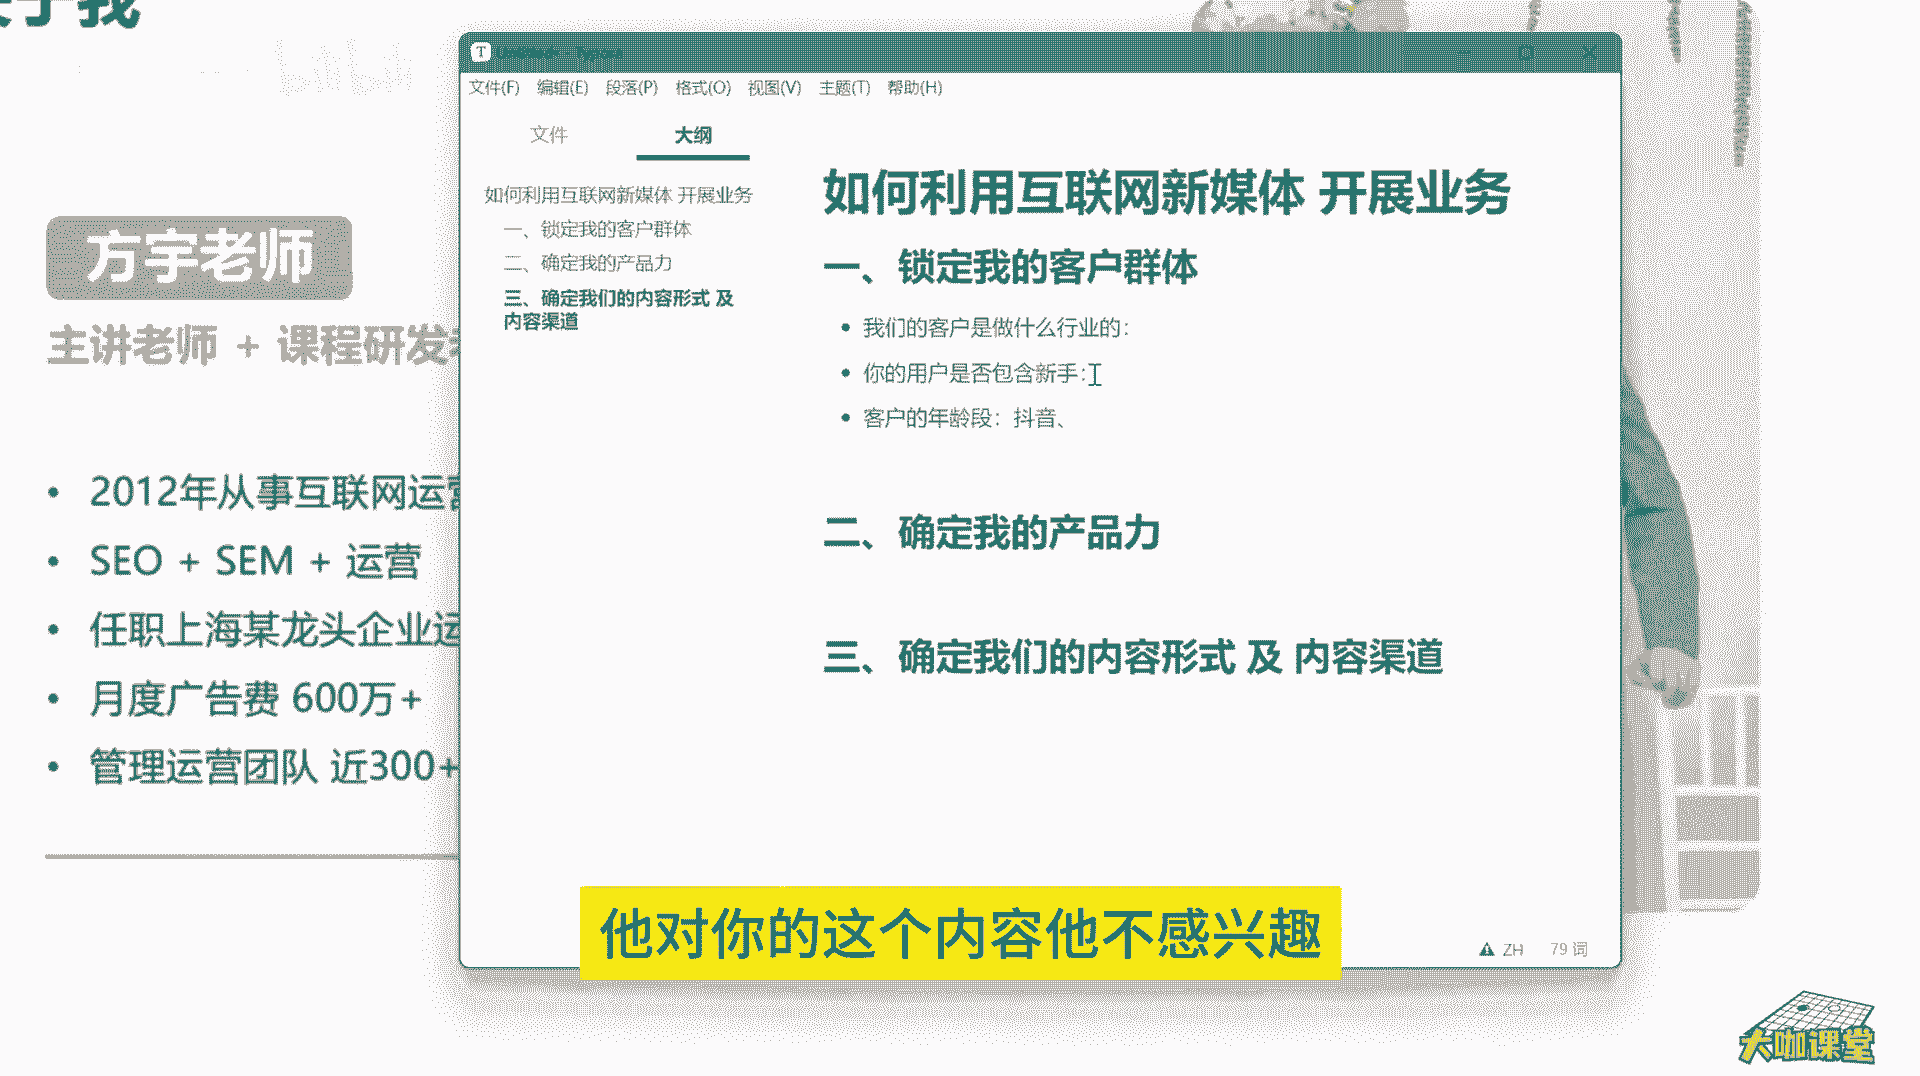 bilibili
方宇老师
主讲老师 + 课程研发
2012年从事互联网运营
SEO + SEM + 运营
任职上海某龙头企业运
月度广告费 600万+
管理运营团队 近300+
文件(F) 编辑(E) 段落(P) 格式(O) 视图(V) 主题(T) 帮助(H)
文件 大纲
如何利用互联网新媒体 开展业务
一、锁定我的客户群体
二、确定我的产品力
三、确定我们的内容形式 及
内容渠道
如何利用互联网新媒体 开展业务
一、锁定我的客户群体
我们的客户是做什么行业的：
你的用户是否包含新手：
客户的年龄段：抖音、
二、确定我的产品力
三、确定我们的内容形式 及 内容渠道
他对你的这个内容他不感兴趣
ZH 79 词
大咖课堂